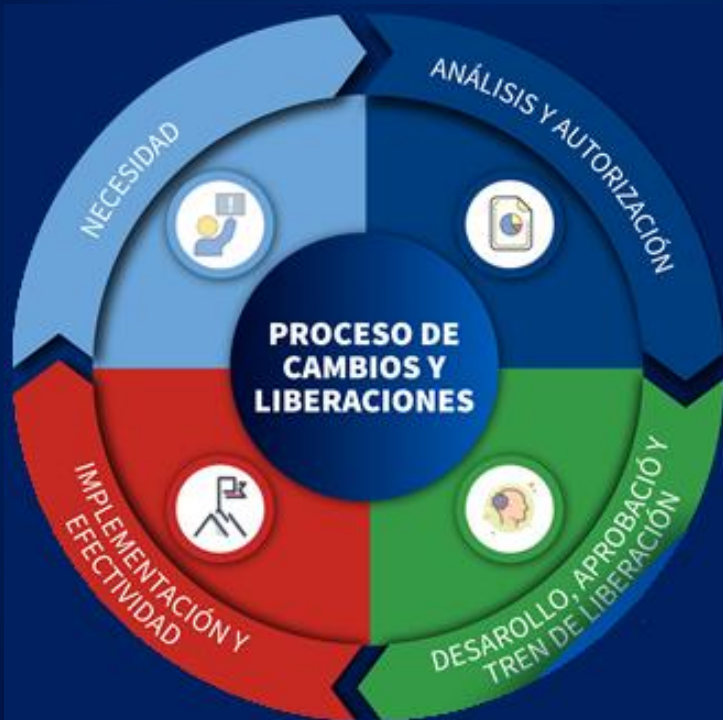 NECESIDAD
ANÁLISIS Y AUTORIZACIÓN
PROCESO DE
CAMBIOS Y
LIBERACIONES
DESAROLLO, APROBACIÓ Y
TREN DE LIBERACIÓN
IMPLEMENTACIÓN Y
EFECTIVIDAD